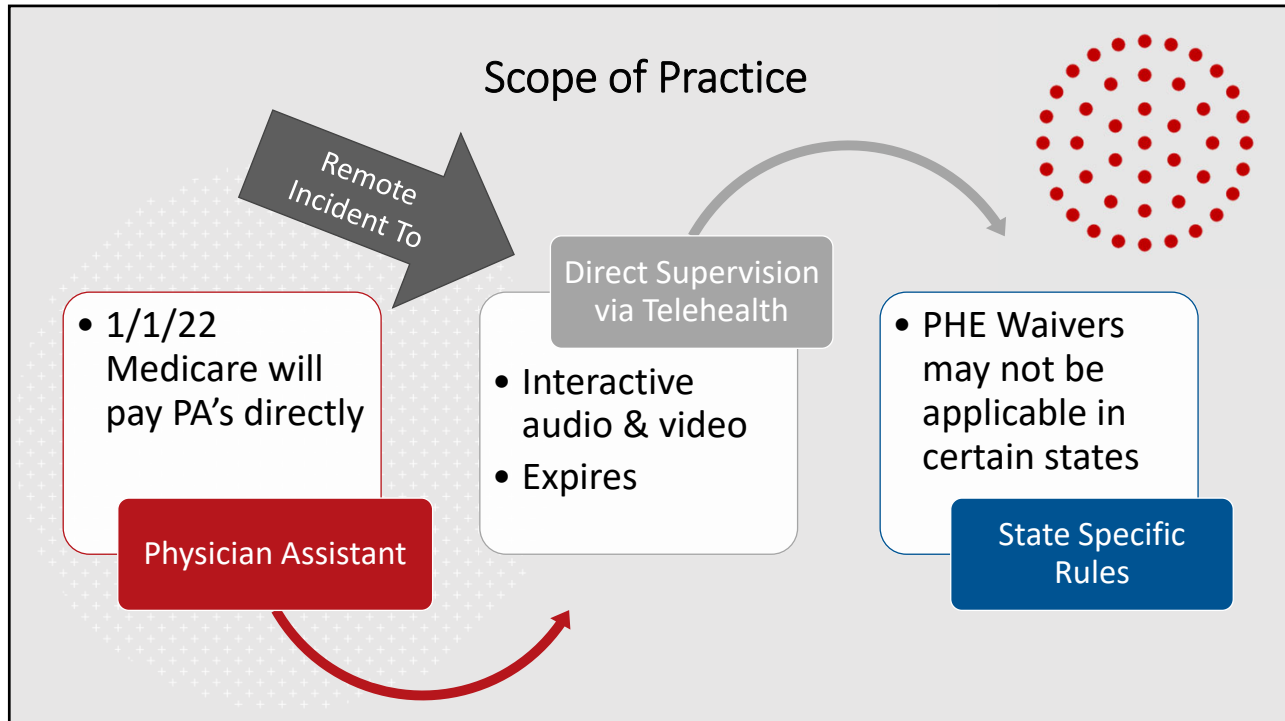 Scope of Practice
Remote
Incident To
• 1/1/22
Medicare will
pay PA’s directly
Physician Assistant
Direct Supervision
via Telehealth
• Interactive
audio & video
• Expires
• PHE Waivers
may not be
applicable in
certain states
State Specific
Rules